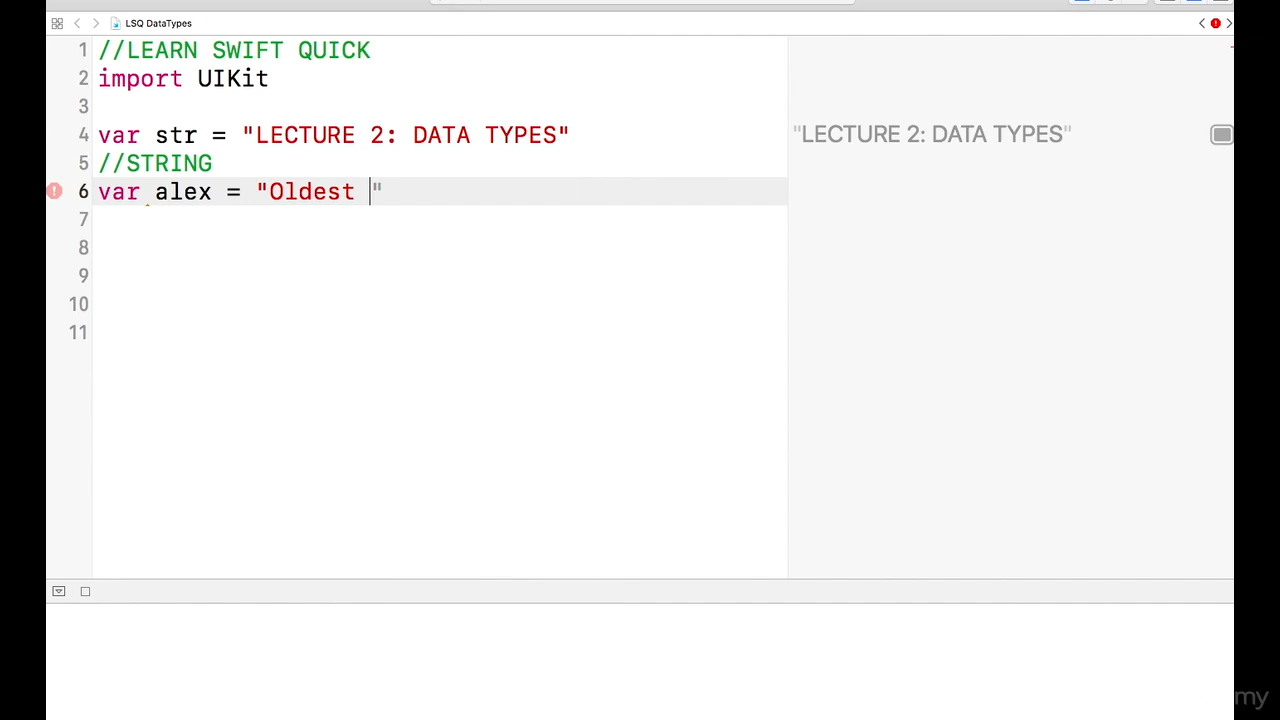 LSQ DataTypes
1 //LEARN SWIFT QUICK
2 import UIKit
3
4 var str = "LECTURE 2: DATA TYPES"
"LECTURE 2: DATA TYPES"
5 //STRING
6 var alex = "Oldest "
7
8
9
10
11
my